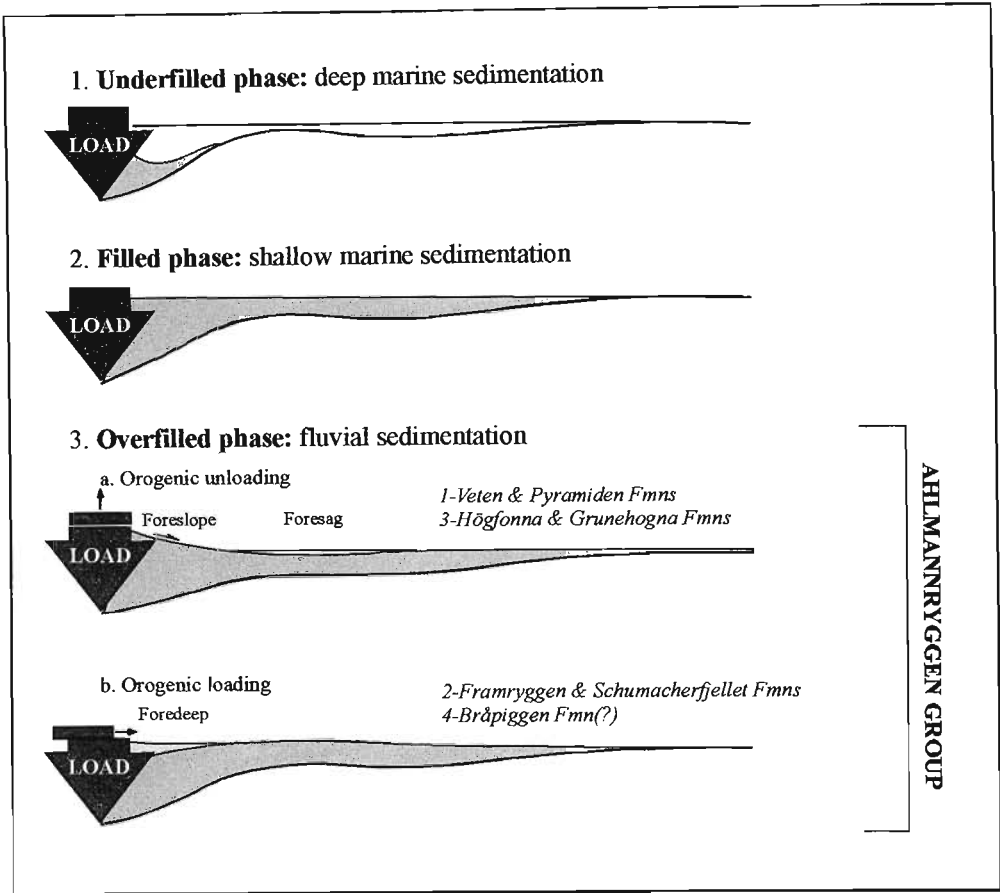 1. Underfilled phase: deep marine sedimentation
LOAD
2. Filled phase: shallow marine sedimentation
LOAD
3. Overfilled phase: fluvial sedimentation
a. Orogenic unloading
1-Veten & Pyramiden Fmns
3-Högfonna & Grunehogna Fmns
Foreslope
Foresag
LOAD
b. Orogenic loading
2-Framryggen & Schumacherfjellet Fmns
4-Bråpiggen Fmn(?)
Foredeep
LOAD
AHLMANNRYGGEN GROUP